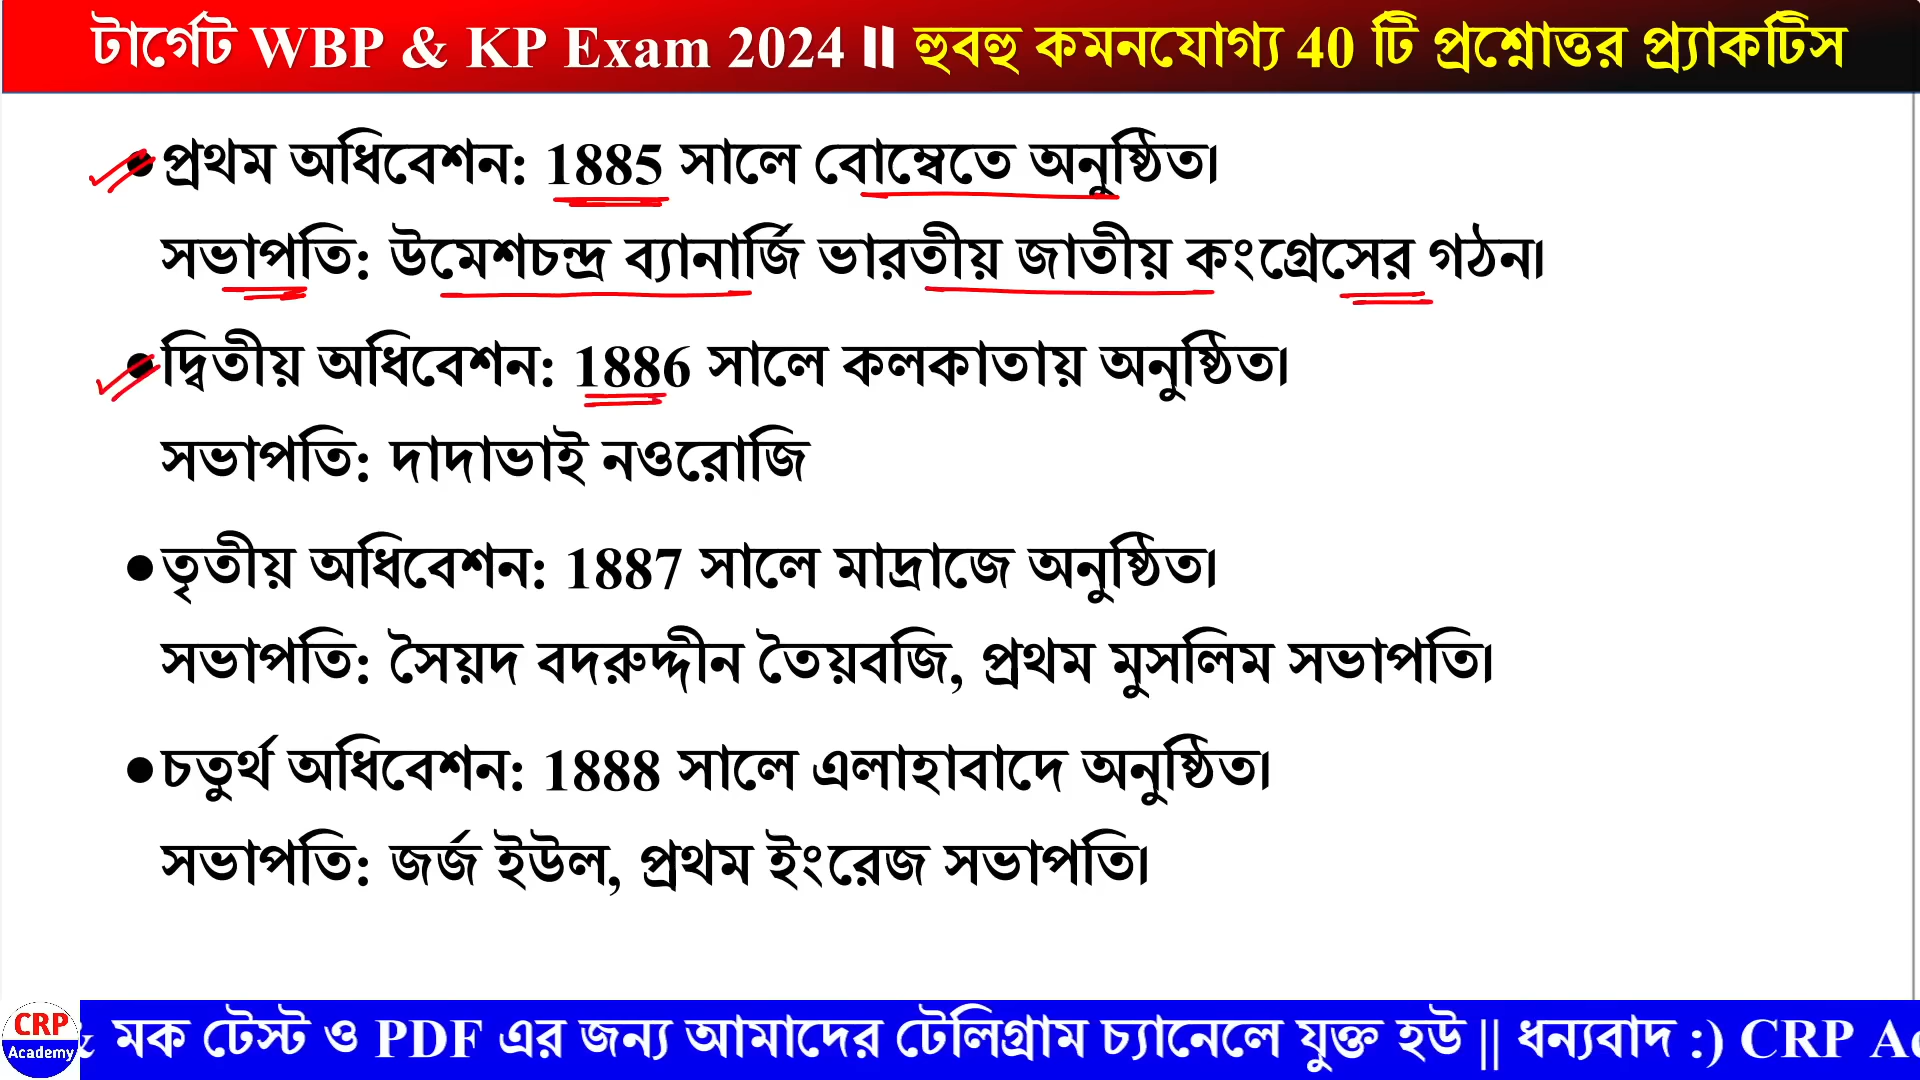 টার্গেট WBP & KP Exam 2024 ॥ হুবহু কমনযোগ্য 40 টি প্রশ্নোত্তর প্র্যাকটিস
●প্রথম অধিবেশন: 1885 সালে বোম্বেতে অনুষ্ঠিত।
সভাপতি: উমেশচন্দ্র ব্যানার্জি ভারতীয় জাতীয় কংগ্রেসের গঠন।
●দ্বিতীয় অধিবেশন: 1886 সালে কলকাতায় অনুষ্ঠিত।
সভাপতি: দাদাভাই নওরোজি
●তৃতীয় অধিবেশন: 1887 সালে মাদ্রাজে অনুষ্ঠিত।
সভাপতি: সৈয়দ বদরুদ্দীন তৈয়বজি, প্রথম মুসলিম সভাপতি।
●চতুর্থ অধিবেশন: 1888 সালে এলাহাবাদে অনুষ্ঠিত।
সভাপতি: জর্জ ইউল, প্রথম ইংরেজ সভাপতি।
CRP
Academy
& মক টেস্ট ও PDF এর জন্য আমাদের টেলিগ্রাম চ্যানেলে যুক্ত হউ || ধন্যবাদ :) CRP